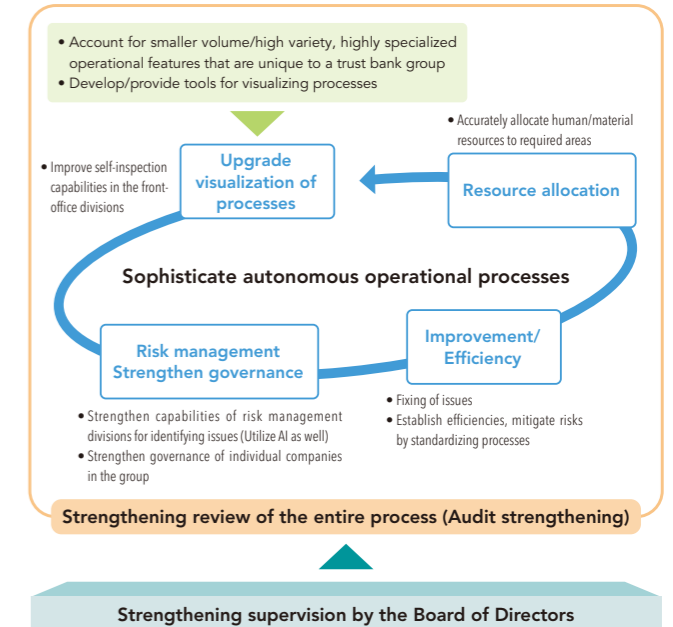 • Account for smaller volume/high variety, highly specialized
operational features that are unique to a trust bank group
• Develop/provide tools for visualizing processes
• Accurately allocate human/material
resources to required areas
• Improve self-inspection
capabilities in the front-
office divisions
Upgrade
visualization of
processes
Resource allocation
Sophisticate autonomous operational processes
Risk management
Strengthen governance
Improvement/
Efficiency
• Strengthen capabilities of risk management
divisions for identifying issues (Utilize AI as well)
• Strengthen governance of individual companies
in the group
• Fixing of issues
• Establish efficiencies, mitigate risks
by standardizing processes
Strengthening review of the entire process (Audit strengthening)
Strengthening supervision by the Board of Directors